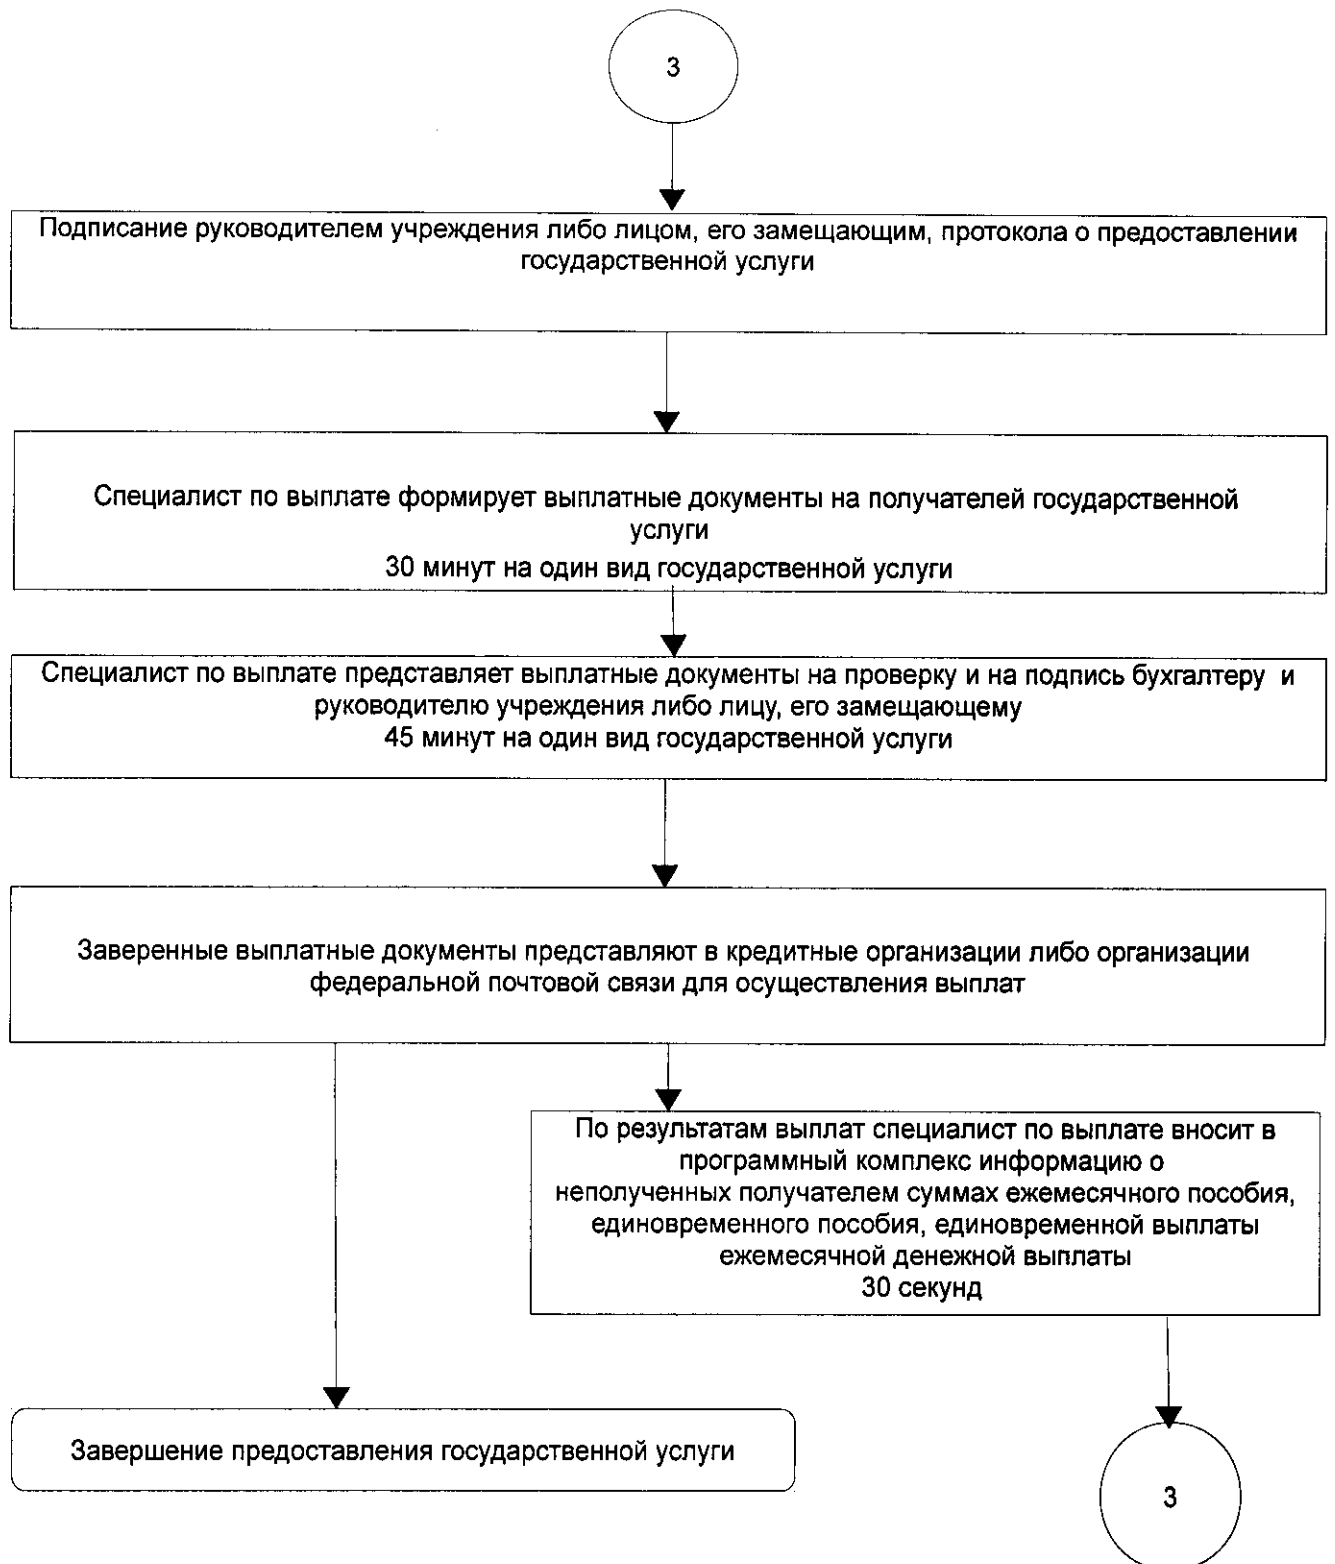 3
Подписание руководителем учреждения либо лицом, его замещающим, протокола о предоставлении
государственной услуги
Специалист по выплате формирует выплатные документы на получателей государственной
услуги
30 минут на один вид государственной услуги
Специалист по выплате представляет выплатные документы на проверку и на подпись бухгалтеру и
руководителю учреждения либо лицу, его замещающему
45 минут на один вид государственной услуги
Заверенные выплатные документы представляют в кредитные организации либо организации
федеральной почтовой связи для осуществления выплат
По результатам выплат специалист по выплате вносит в
программный комплекс информацию о
неполученных получателем суммах ежемесячного пособия,
единовременного пособия, единовременной выплаты
ежемесячной денежной выплаты
30 секунд
Завершение предоставления государственной услуги
3